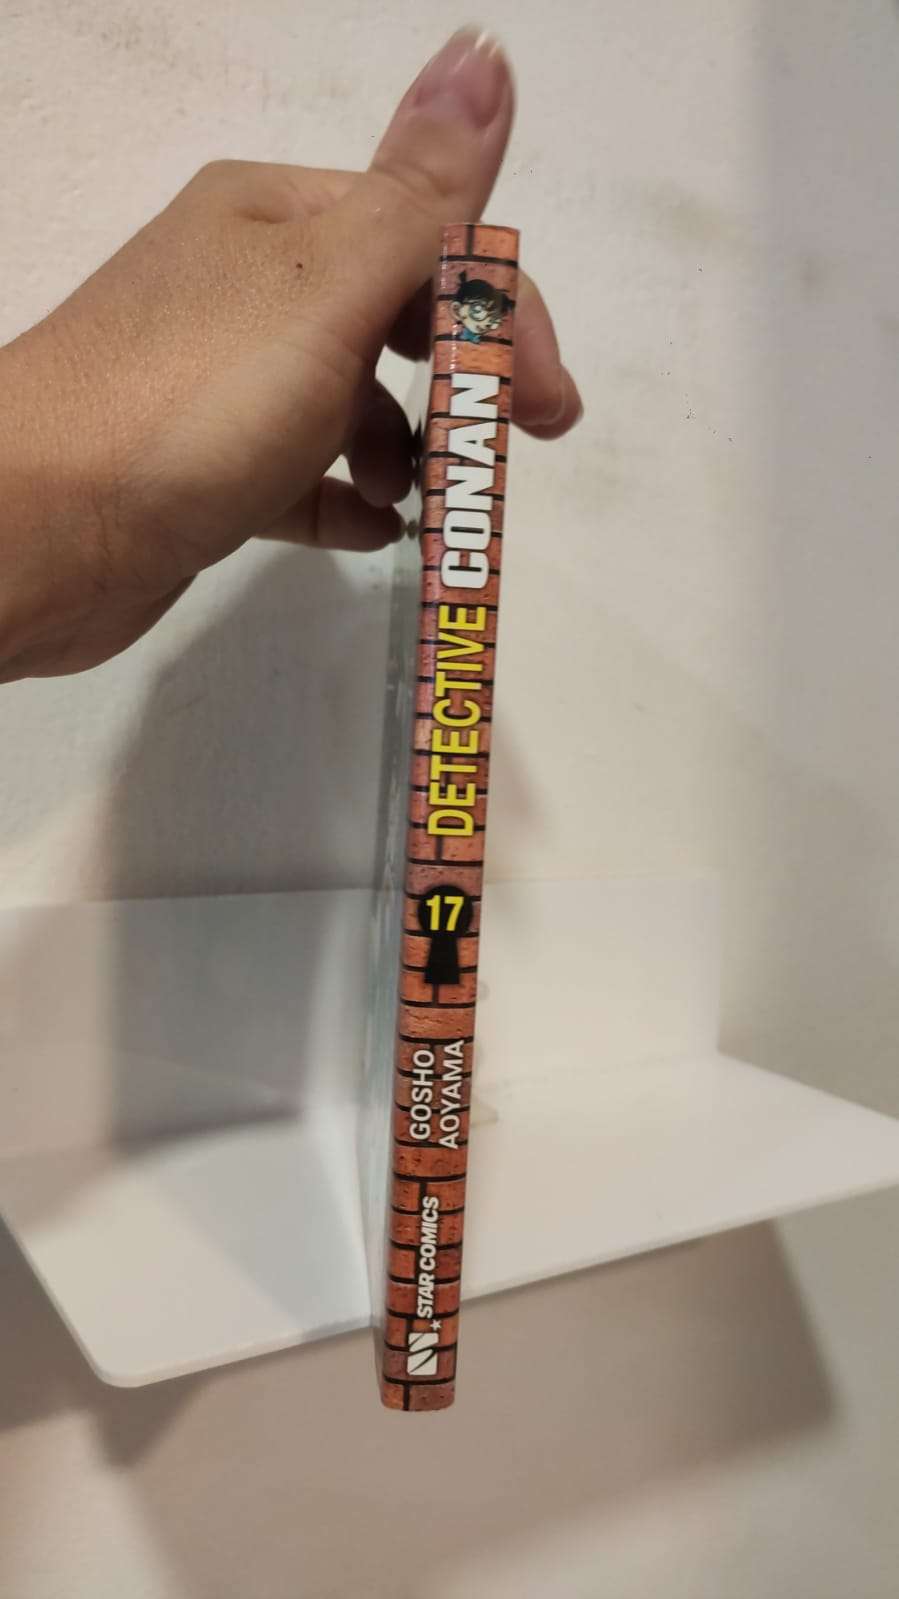 DETECTIVE CONAN
17
GOSHO
AOYAMA
STAR COMICS